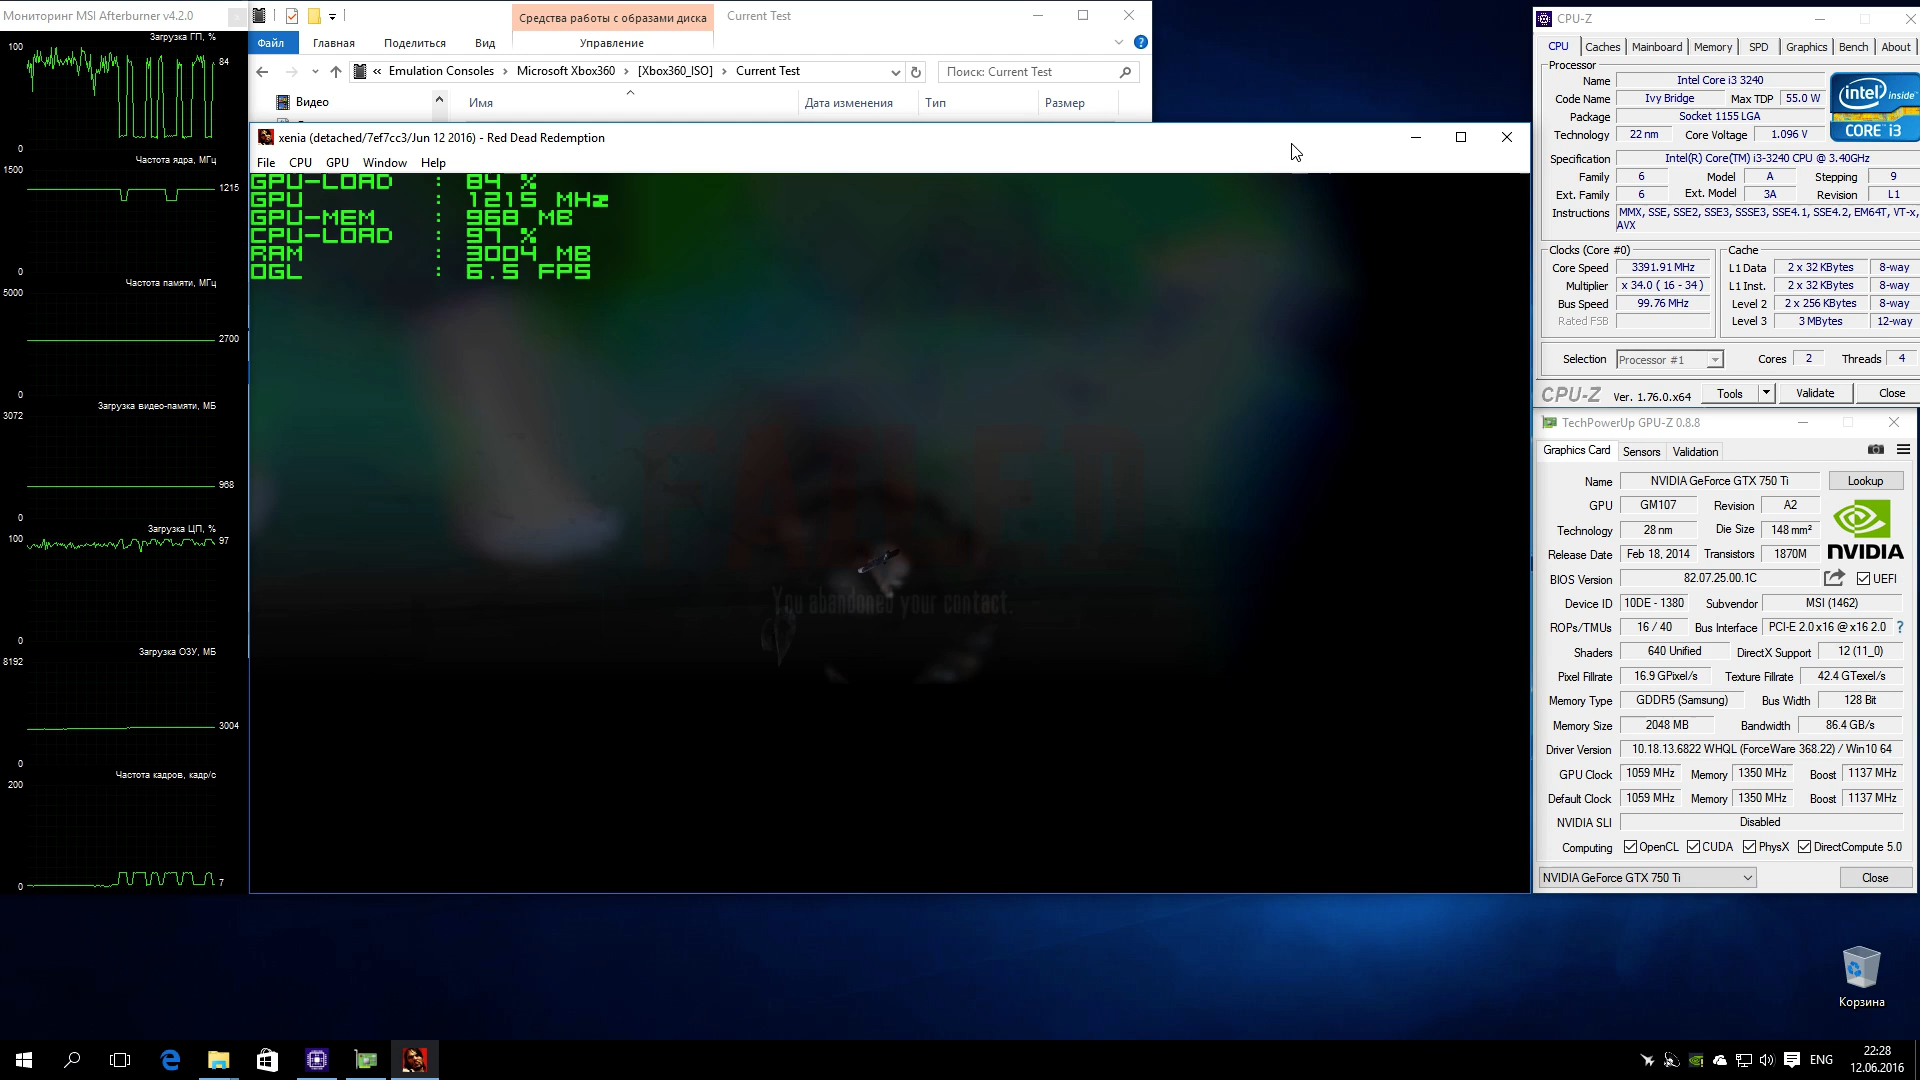 Мониторинг MSI Afterburner v4.2.0
Загрузка ГП, %
100
84
0
Частота ядра, МГц
1500
1215
0
Частота памяти, МГц
5000
2700
0
Загрузка видео-памяти, МБ
3072
968
0
Загрузка ЦП, %
100
97
0
Загрузка ОЗУ, МБ
8192
3004
0
Частота кадров, кадр/с
200
7
0
Средства работы с образами диска
Current Test
Файл
Главная
Поделиться
Вид
Управление
« Emulation Consoles > Microsoft Xbox360 > [Xbox360_ISO] > Current Test
Поиск: Current Test
Видео
Имя
Дата изменения
Тип
Размер
xenia (detached/7ef7cc3/Jun 12 2016) - Red Dead Redemption
File CPU GPU Window Help
GPU-LOAD : 84 %
GPU : 1215 MHz
GPU-MEM : 968 MB
CPU-LOAD : 97 %
RAM : 3004 MB
OGL : 6.5 FPS
FAILED
You abandoned your contact.
CPU-Z
CPU Caches Mainboard Memory SPD Graphics Bench About
Processor
Name Intel Core i3 3240
Code Name Ivy Bridge Max TDP 55.0 W
Package Socket 1155 LGA
Technology 22 nm Core Voltage 1.096 V
intel inside
CORE i3
Specification Intel(R) Core(TM) i3-3240 CPU @ 3.40GHz
Family 6 Model A Stepping 9
Ext. Family 6 Ext. Model 3A Revision L1
Instructions MMX, SSE, SSE2, SSE3, SSSE3, SSE4.1, SSE4.2, EM64T, VT-x,
AVX
Clocks (Core #0)
Core Speed 3391.91 MHz
Multiplier x 34.0 ( 16 - 34 )
Bus Speed 99.76 MHz
Rated FSB
Cache
L1 Data 2 x 32 KBytes 8-way
L1 Inst. 2 x 32 KBytes 8-way
Level 2 2 x 256 KBytes 8-way
Level 3 3 MBytes 12-way
Selection Processor #1 Cores 2 Threads 4
CPU-Z Ver. 1.76.0.x64 Tools Validate Close
TechPowerUp GPU-Z 0.8.8
Graphics Card Sensors Validation
Name NVIDIA GeForce GTX 750 Ti Lookup
GPU GM107 Revision A2
Technology 28 nm Die Size 148 mm²
Release Date Feb 18, 2014 Transistors 1870M
NVIDIA
BIOS Version 82.07.25.00.1C UEFI
Device ID 10DE - 1380 Subvendor MSI (1462)
ROPs/TMUs 16 / 40 Bus Interface PCI-E 2.0 x16 @ x16 2.0 ?
Shaders 640 Unified DirectX Support 12 (11_0)
Pixel Fillrate 16.9 GPixel/s Texture Fillrate 42.4 GTexel/s
Memory Type GDDR5 (Samsung) Bus Width 128 Bit
Memory Size 2048 MB Bandwidth 86.4 GB/s
Driver Version 10.18.13.6822 WHQL (ForceWare 368.22) / Win10 64
GPU Clock 1059 MHz Memory 1350 MHz Boost 1137 MHz
Default Clock 1059 MHz Memory 1350 MHz Boost 1137 MHz
NVIDIA SLI Disabled
Computing OpenCL CUDA PhysX DirectCompute 5.0
NVIDIA GeForce GTX 750 Ti Close
Корзина
ENG
22:28
12.06.2016